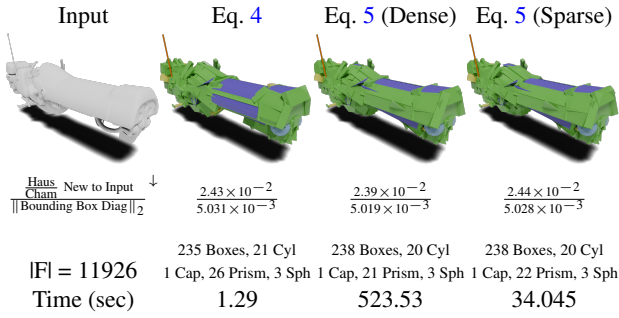 Input Eq. 4 Eq. 5 (Dense) Eq. 5 (Sparse)
Haus / Cham New to Input ↓ / ‖Bounding Box Diag‖₂ 2.43 × 10⁻² / 5.031 × 10⁻³ 2.39 × 10⁻² / 5.019 × 10⁻³ 2.44 × 10⁻² / 5.028 × 10⁻³
235 Boxes, 21 Cyl 238 Boxes, 20 Cyl 238 Boxes, 20 Cyl
|F| = 11926 1 Cap, 26 Prism, 3 Sph 1 Cap, 21 Prism, 3 Sph 1 Cap, 22 Prism, 3 Sph
Time (sec) 1.29 523.53 34.045